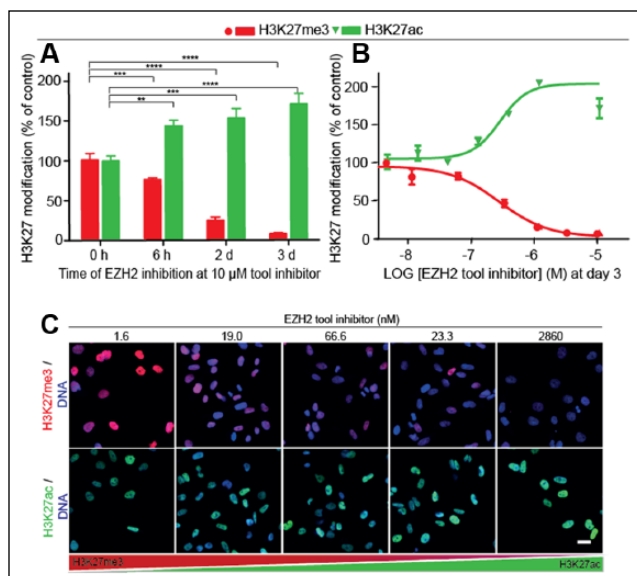 H3K27me3 H3K27ac
A
B
****
****
****
***
***
**
H3K27 modification (% of control)
200
150
100
50
0
0 h 6 h 2 d 3 d
Time of EZH2 inhibition at 10 µM tool inhibitor
H3K27 modification (% of control)
200
150
100
50
0
-8 -7 -6 -5
LOG [EZH2 tool inhibitor] (M) at day 3
C
EZH2 tool inhibitor (nM)
1.6 19.0 66.6 23.3 2860
H3K27me3 /
DNA
H3K27ac /
DNA
H3K27me3 H3K27ac